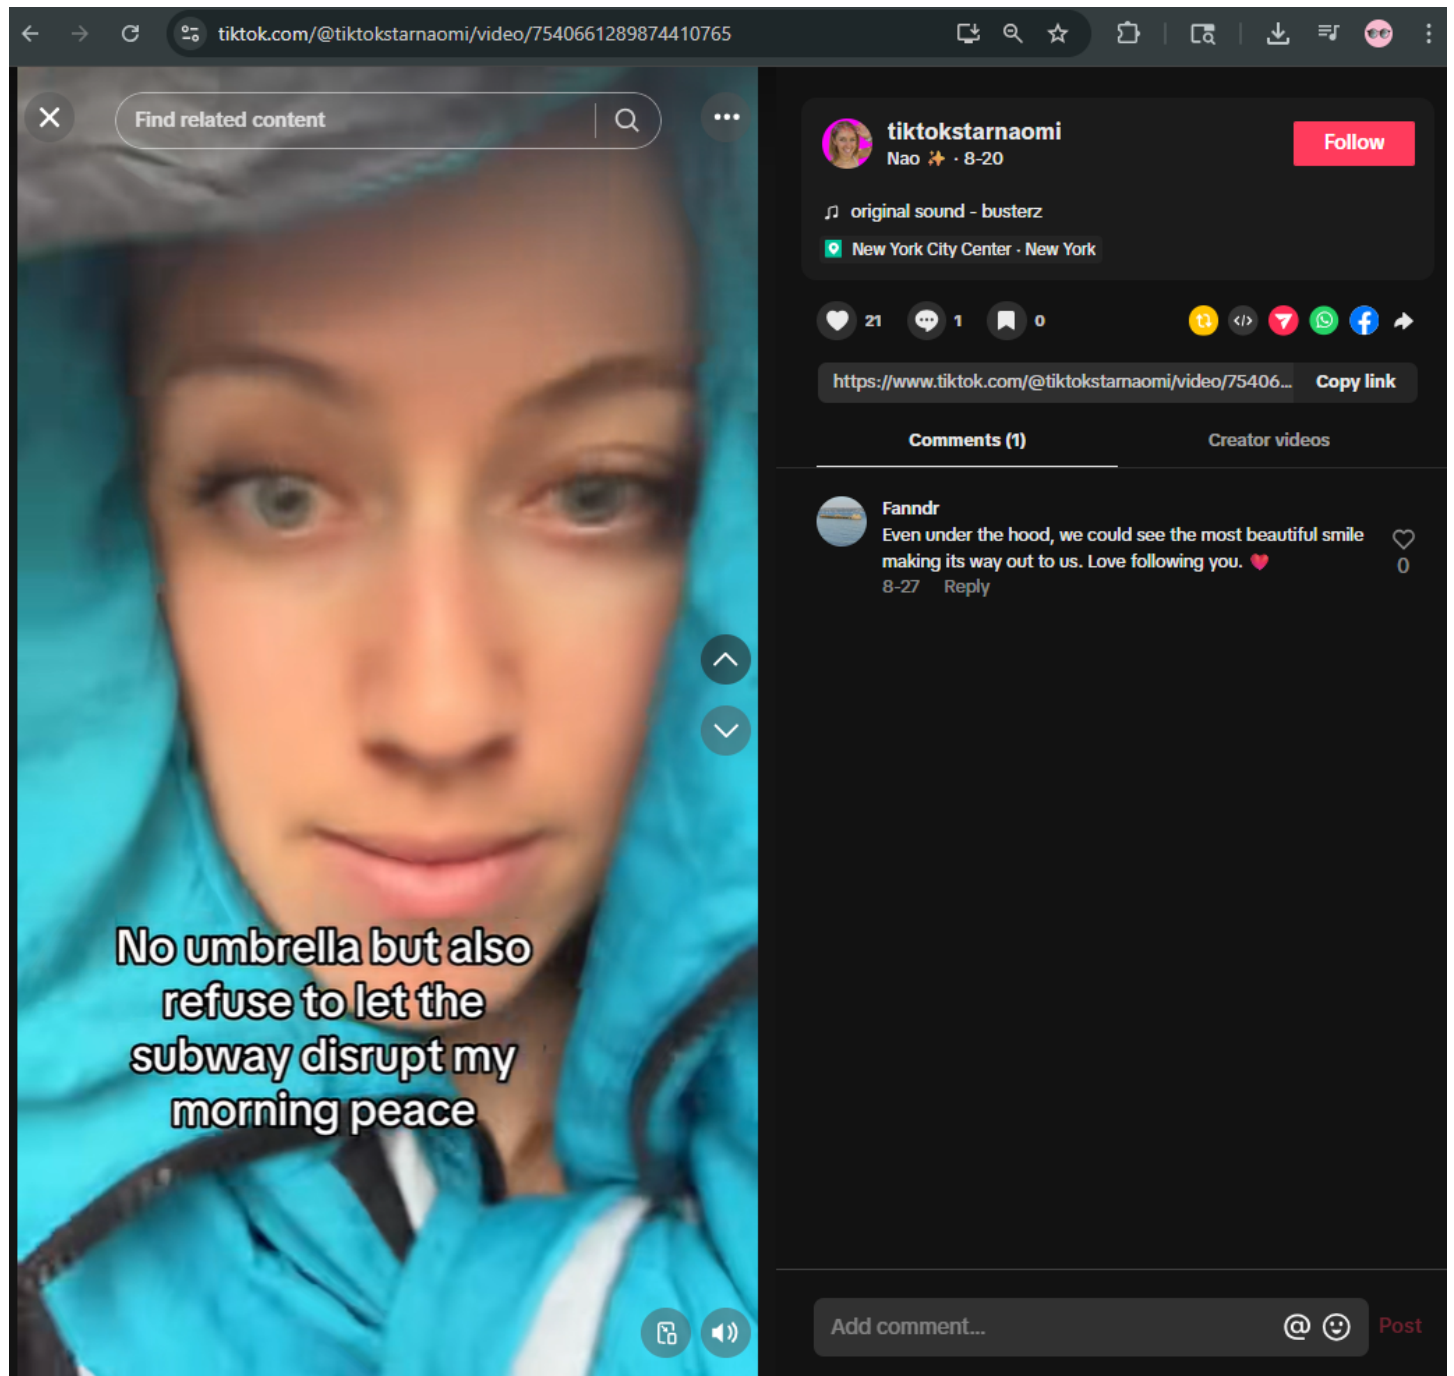 tiktok.com/@tiktokstarnaomi/video/7540661289874410765
Find related content
No umbrella but also
refuse to let the
subway disrupt my
morning peace
tiktokstarnaomi
Nao · 8-20
Follow
original sound - busterz
New York City Center · New York
21
1
0
https://www.tiktok.com/@tiktokstarnaomi/video/75406...
Copy link
Comments (1)
Creator videos
Fanndr
Even under the hood, we could see the most beautiful smile
making its way out to us. Love following you.
0
8-27
Reply
Add comment...
Post